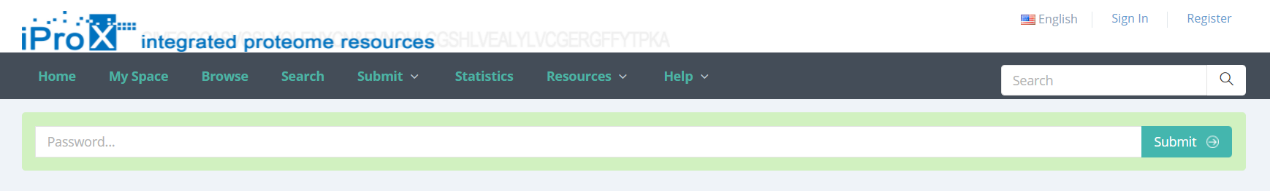 English Sign In Register
iProX integrated proteome resources GSHLVEALYLVCGERGFFYTPKA
Home My Space Browse Search Submit Statistics Resources Help Search
Password... Submit